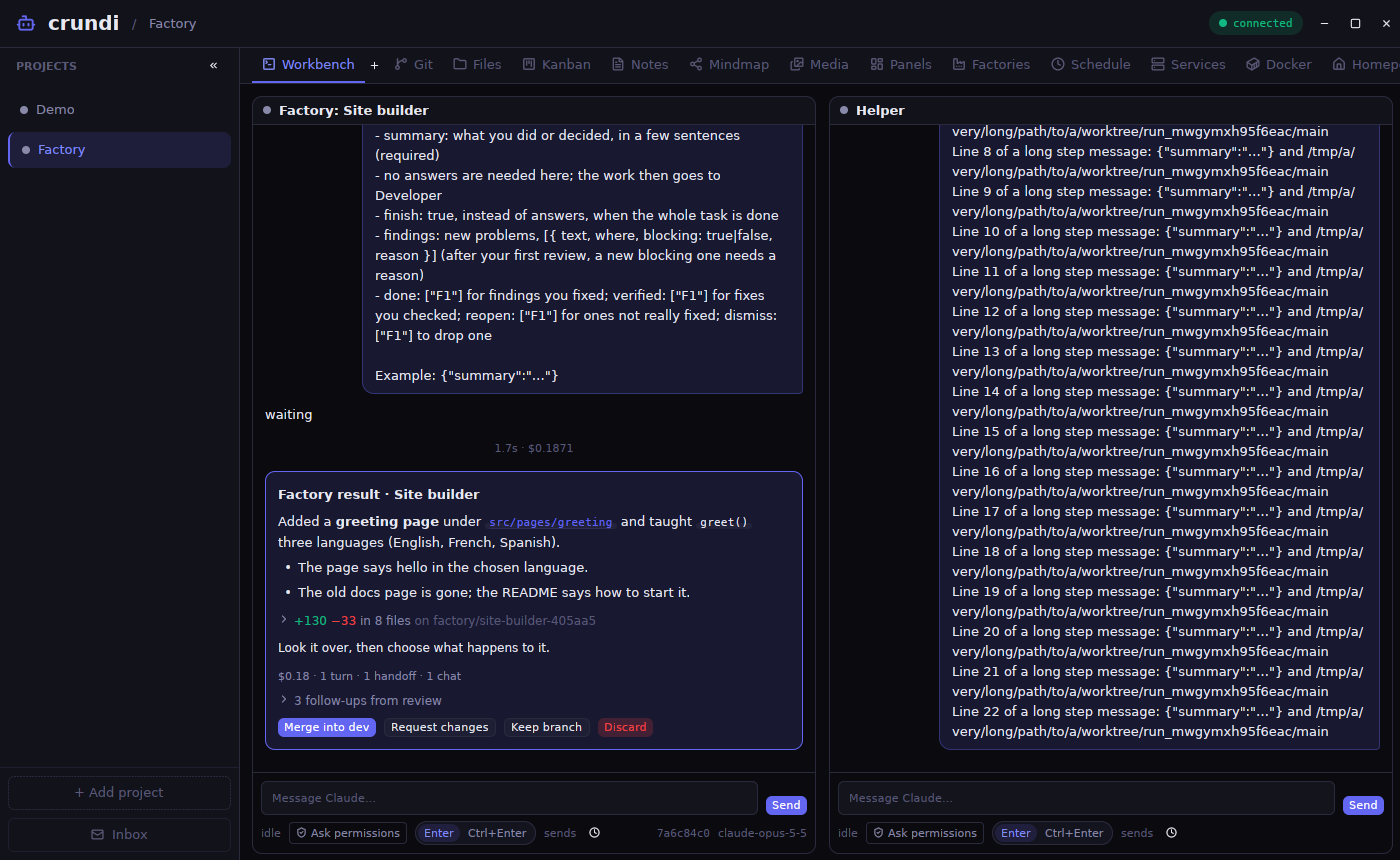 crundi / Factory
connected
PROJECTS «
Demo
Factory
+ Add project
Inbox
Workbench + Git Files Kanban Notes Mindmap Media Panels Factories Schedule Services Docker Homep
Factory: Site builder
- summary: what you did or decided, in a few sentences
(required)
- no answers are needed here; the work then goes to
Developer
- finish: true, instead of answers, when the whole task is done
- findings: new problems, [{ text, where, blocking: true|false,
reason }] (after your first review, a new blocking one needs a
reason)
- done: ["F1"] for findings you fixed; verified: ["F1"] for fixes
you checked; reopen: ["F1"] for ones not really fixed; dismiss:
["F1"] to drop one
Example: {"summary":"…"}
waiting
1.7s · $0.1871
Factory result · Site builder
Added a greeting page under src/pages/greeting and taught greet()
three languages (English, French, Spanish).
• The page says hello in the chosen language.
• The old docs page is gone; the README says how to start it.
+130 −33 in 8 files on factory/site-builder-405aa5
Look it over, then choose what happens to it.
$0.18 · 1 turn · 1 handoff · 1 chat
3 follow-ups from review
Merge into dev Request changes Keep branch Discard
Message Claude…
Send
idle Ask permissions Enter Ctrl+Enter sends 7a6c84c0 claude-opus-5-5
Helper
very/long/path/to/a/worktree/run_mwgymxh95f6eac/main
Line 8 of a long step message: {"summary":"…"} and /tmp/a/
very/long/path/to/a/worktree/run_mwgymxh95f6eac/main
Line 9 of a long step message: {"summary":"…"} and /tmp/a/
very/long/path/to/a/worktree/run_mwgymxh95f6eac/main
Line 10 of a long step message: {"summary":"…"} and /tmp/a/
very/long/path/to/a/worktree/run_mwgymxh95f6eac/main
Line 11 of a long step message: {"summary":"…"} and /tmp/a/
very/long/path/to/a/worktree/run_mwgymxh95f6eac/main
Line 12 of a long step message: {"summary":"…"} and /tmp/a/
very/long/path/to/a/worktree/run_mwgymxh95f6eac/main
Line 13 of a long step message: {"summary":"…"} and /tmp/a/
very/long/path/to/a/worktree/run_mwgymxh95f6eac/main
Line 14 of a long step message: {"summary":"…"} and /tmp/a/
very/long/path/to/a/worktree/run_mwgymxh95f6eac/main
Line 15 of a long step message: {"summary":"…"} and /tmp/a/
very/long/path/to/a/worktree/run_mwgymxh95f6eac/main
Line 16 of a long step message: {"summary":"…"} and /tmp/a/
very/long/path/to/a/worktree/run_mwgymxh95f6eac/main
Line 17 of a long step message: {"summary":"…"} and /tmp/a/
very/long/path/to/a/worktree/run_mwgymxh95f6eac/main
Line 18 of a long step message: {"summary":"…"} and /tmp/a/
very/long/path/to/a/worktree/run_mwgymxh95f6eac/main
Line 19 of a long step message: {"summary":"…"} and /tmp/a/
very/long/path/to/a/worktree/run_mwgymxh95f6eac/main
Line 20 of a long step message: {"summary":"…"} and /tmp/a/
very/long/path/to/a/worktree/run_mwgymxh95f6eac/main
Line 21 of a long step message: {"summary":"…"} and /tmp/a/
very/long/path/to/a/worktree/run_mwgymxh95f6eac/main
Line 22 of a long step message: {"summary":"…"} and /tmp/a/
very/long/path/to/a/worktree/run_mwgymxh95f6eac/main
Message Claude…
Send
idle Ask permissions Enter Ctrl+Enter sends